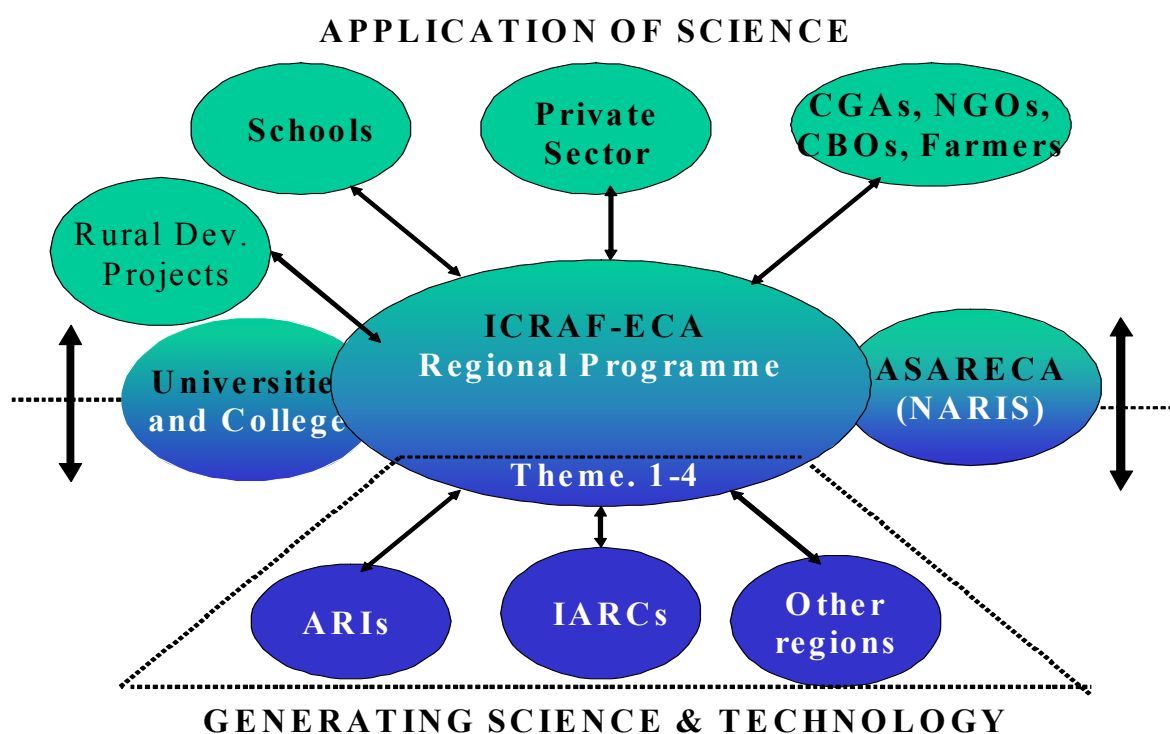 APPLICATION OF SCIENCE
Schools
Private
Sector
CGAs, NGOs,
CBOs, Farmers
Rural Dev.
Projects
ICRAF-ECA
Regional Programme
Universitie
and College
ASARECA
(NARIS)
Theme. 1-4
ARIs
IARCs
Other
regions
GENERATING SCIENCE & TECHNOLOGY